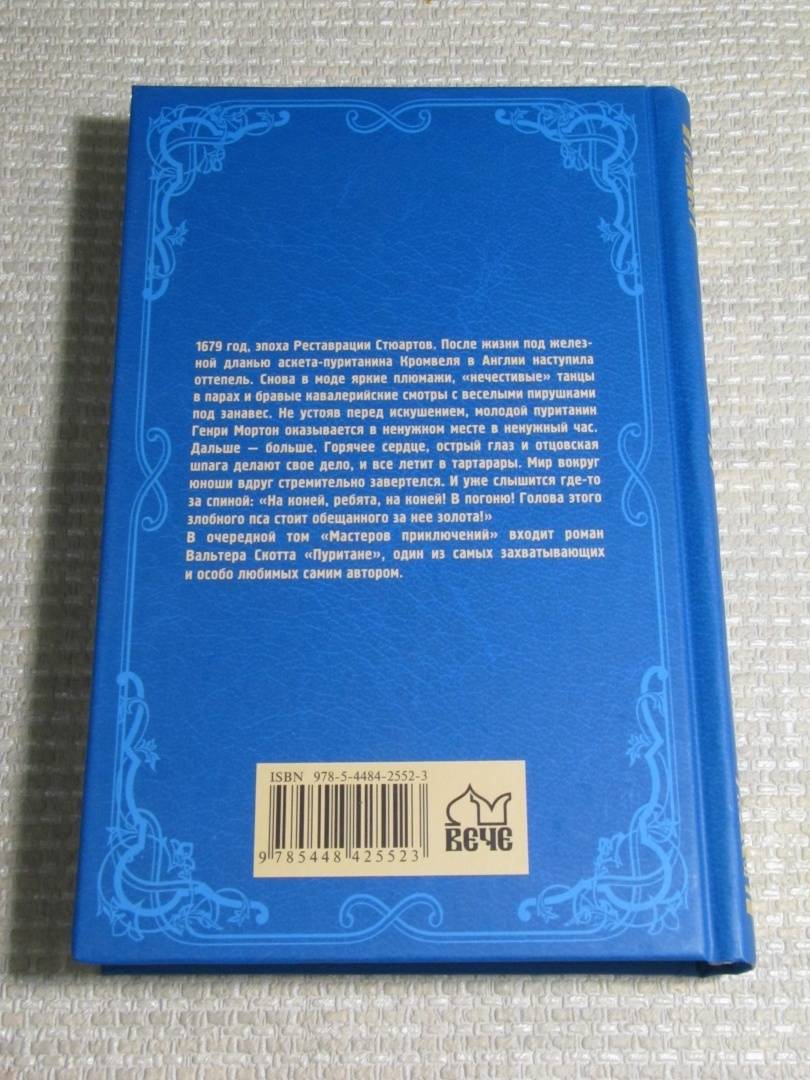 1679 год, эпоха Реставрации Стюартов. После жизни под желез-
ной дланью аскета-пуританина Кромвеля в Англии наступила
оттепель. Снова в моде яркие плюмажи, «нечестивые» танцы
в парах и бравые кавалерийские смотры с веселыми пирушками
под занавес. Не устояв перед искушением, молодой пуританин
Генри Мортон оказывается в ненужном месте в ненужный час.
Дальше — больше. Горячее сердце, острый глаз и отцовская
шпага делают свое дело, и все летит в тартарары. Мир вокруг
юноши вдруг стремительно завертелся. И уже слышится где-то
за спиной: «На коней, ребята, на коней! В погоню! Голова этого
злобного пса стоит обещанного за нее золота!»
В очередной том «Мастеров приключений» входит роман
Вальтера Скотта «Пуритане», один из самых захватывающих
и особо любимых самим автором.
ISBN 978-5-4484-2552-3
9 785448 425523
ВЕЧЕ